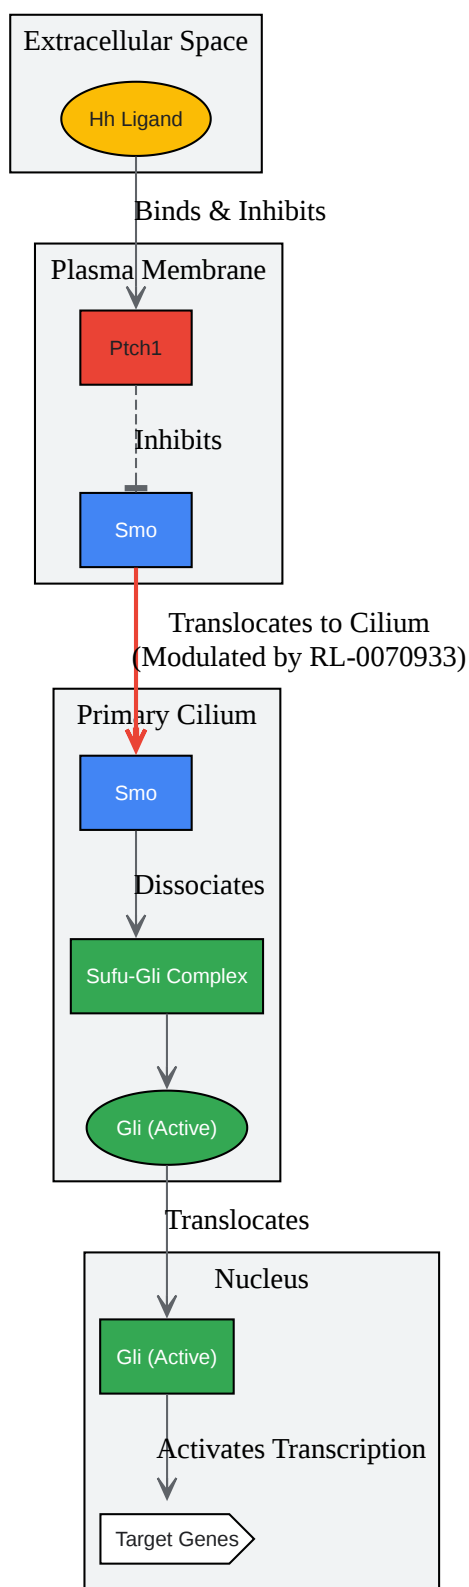 Extracellular Space
Hh Ligand
Binds & Inhibits
Plasma Membrane
Ptch1
Inhibits
Smo
Translocates to Cilium
(Modulated by RL-0070933)
Primary Cilium
Smo
Dissociates
Sufu-Gli Complex
Gli (Active)
Translocates
Nucleus
Gli (Active)
Activates Transcription
Target Genes